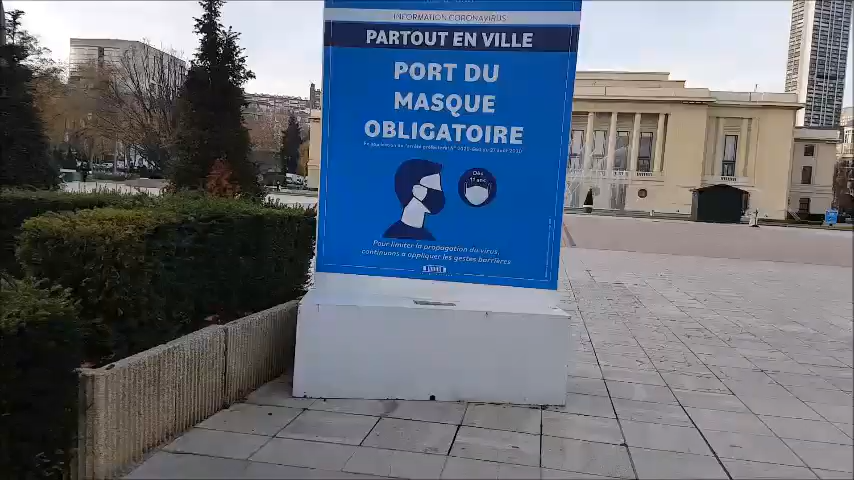 INFORMATION CORONAVIRUS
PARTOUT EN VILLE
PORT DU
MASQUE
OBLIGATOIRE
Dès
11 ans
Pour limiter la propagation du virus,
continuons à appliquer les gestes barrières